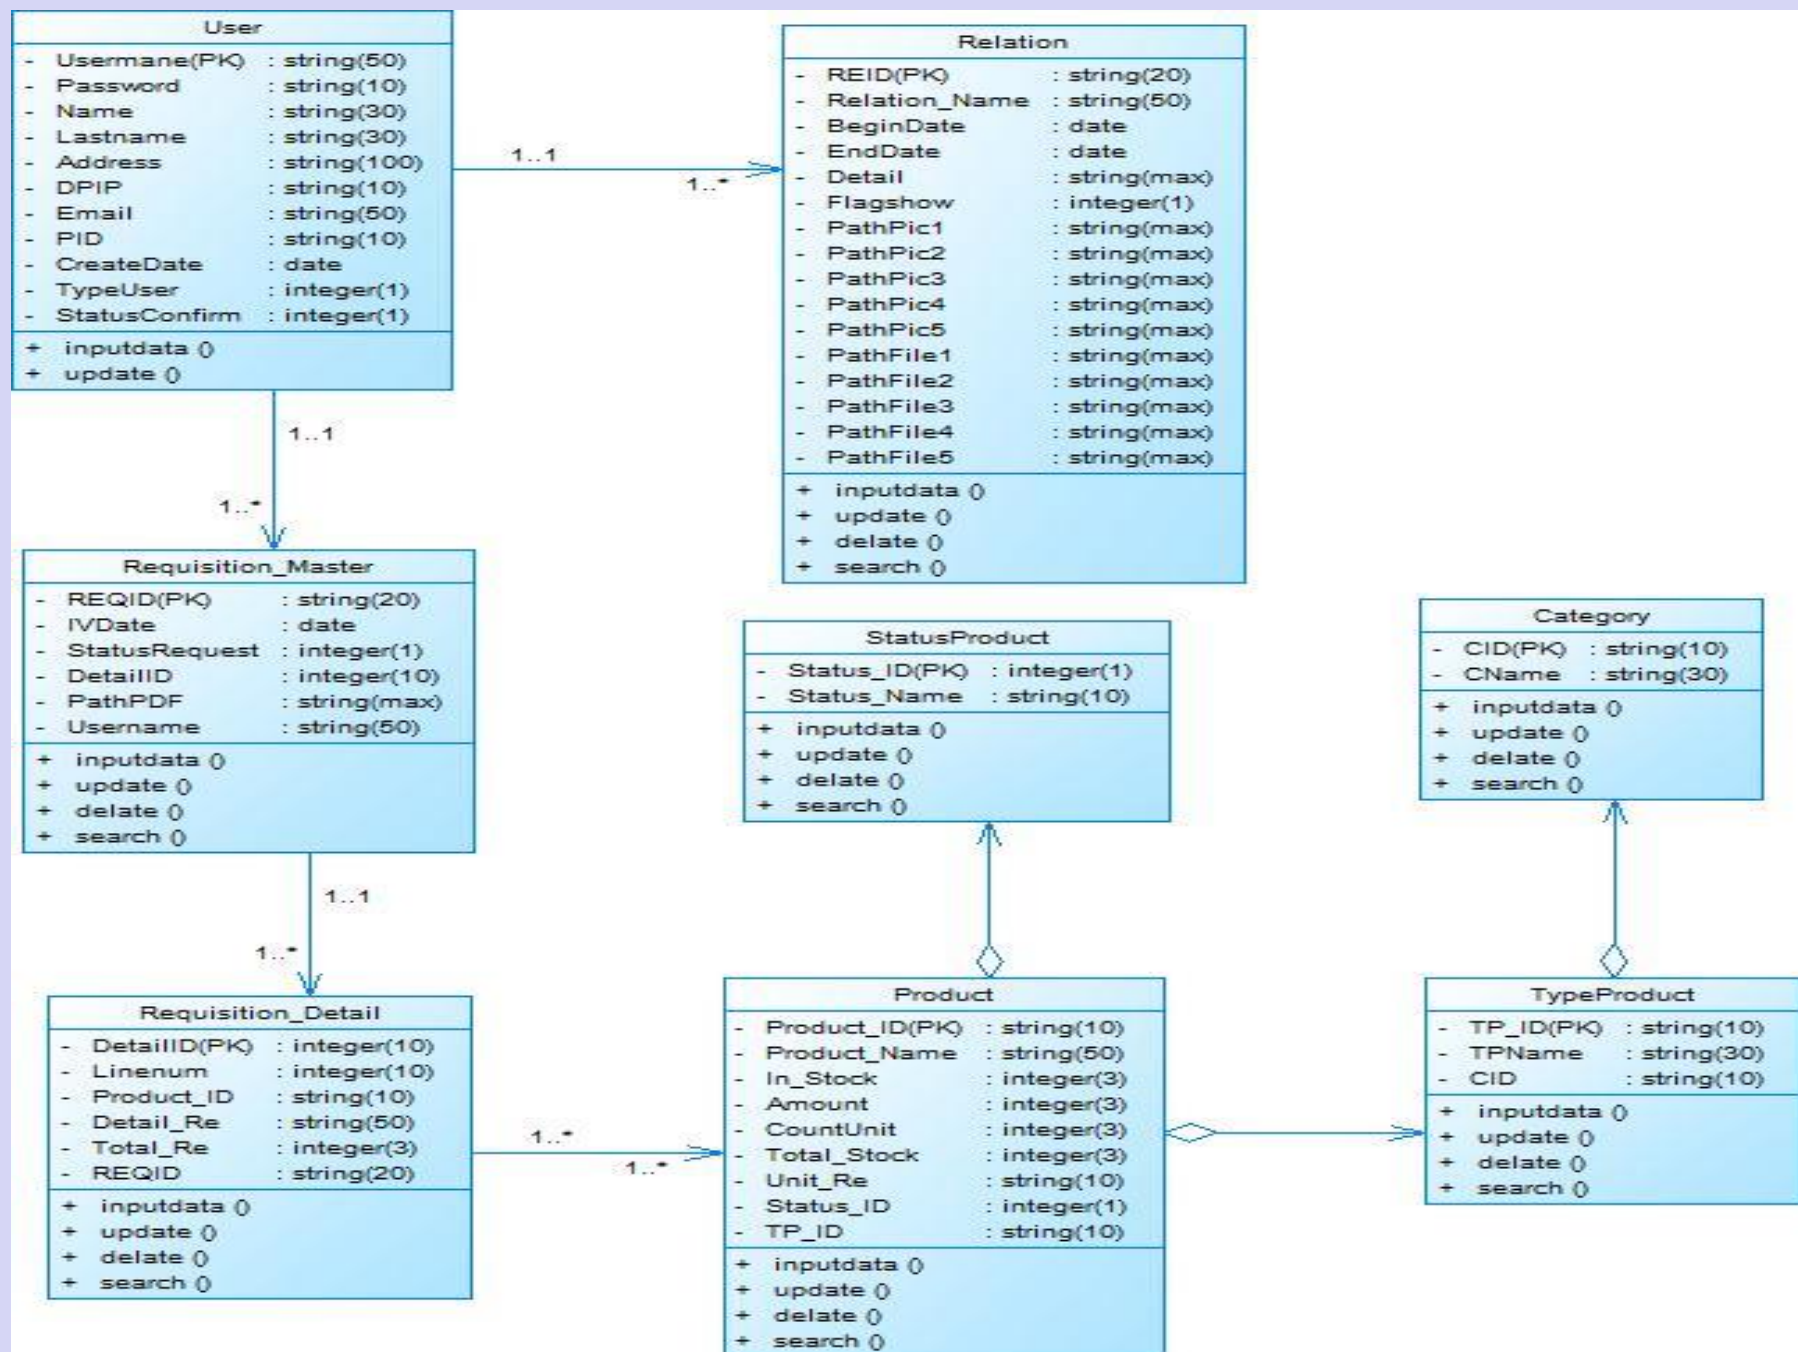 User
- Usermane(PK) : string(50)
- Password : string(10)
- Name : string(30)
- Lastname : string(30)
- Address : string(100)
- DPIP : string(10)
- Email : string(50)
- PID : string(10)
- CreateDate : date
- TypeUser : integer(1)
- StatusConfirm : integer(1)
+ inputdata ()
+ update ()
1..1
1..*
Relation
- REID(PK) : string(20)
- Relation_Name : string(50)
- BeginDate : date
- EndDate : date
- Detail : string(max)
- Flagshow : integer(1)
- PathPic1 : string(max)
- PathPic2 : string(max)
- PathPic3 : string(max)
- PathPic4 : string(max)
- PathPic5 : string(max)
- PathFile1 : string(max)
- PathFile2 : string(max)
- PathFile3 : string(max)
- PathFile4 : string(max)
- PathFile5 : string(max)
+ inputdata ()
+ update ()
+ delate ()
+ search ()
1..1
1..*
Requisition_Master
- REQID(PK) : string(20)
- IVDate : date
- StatusRequest : integer(1)
- DetailID : integer(10)
- PathPDF : string(max)
- Username : string(50)
+ inputdata ()
+ update ()
+ delate ()
+ search ()
StatusProduct
- Status_ID(PK) : integer(1)
- Status_Name : string(10)
+ inputdata ()
+ update ()
+ delate ()
+ search ()
Category
- CID(PK) : string(10)
- CName : string(30)
+ inputdata ()
+ update ()
+ delate ()
+ search ()
1..1
1..*
Requisition_Detail
- DetailID(PK) : integer(10)
- Linenum : integer(10)
- Product_ID : string(10)
- Detail_Re : string(50)
- Total_Re : integer(3)
- REQID : string(20)
+ inputdata ()
+ update ()
+ delate ()
+ search ()
1..*
1..*
Product
- Product_ID(PK) : string(10)
- Product_Name : string(50)
- In_Stock : integer(3)
- Amount : integer(3)
- CountUnit : integer(3)
- Total_Stock : integer(3)
- Unit_Re : string(10)
- Status_ID : integer(1)
- TP_ID : string(10)
+ inputdata ()
+ update ()
+ delate ()
+ search ()
TypeProduct
- TP_ID(PK) : string(10)
- TPName : string(30)
- CID : string(10)
+ inputdata ()
+ update ()
+ delate ()
+ search ()